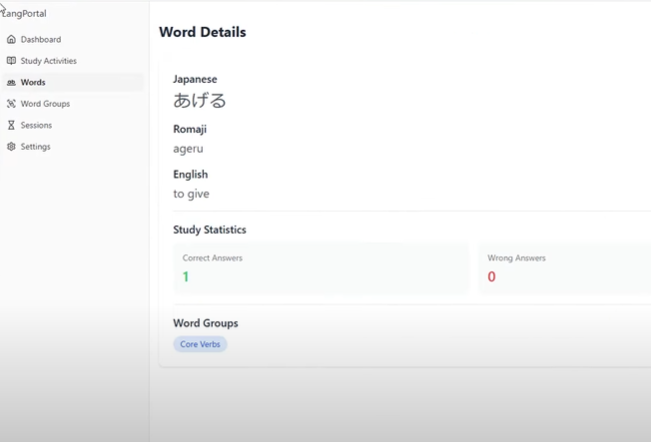 LangPortal
Dashboard
Study Activities
Words
Word Groups
Sessions
Settings
Word Details
Japanese
あげる
Romaji
ageru
English
to give
Study Statistics
Correct Answers
1
Wrong Answers
0
Word Groups
Core Verbs